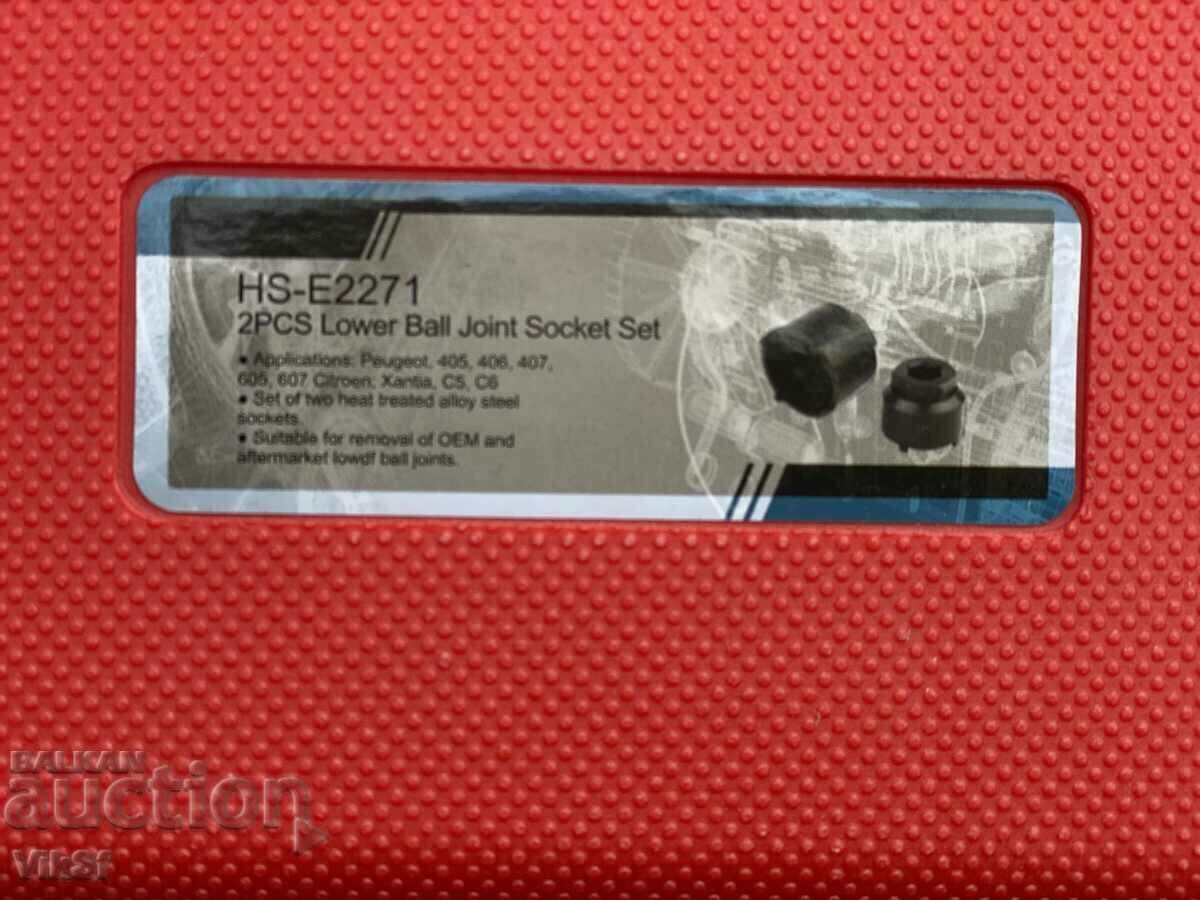 HS-E2271
2PCS Lower Ball Joint Socket Set
• Applications: Peugeot, 405, 406, 407,
605, 607 Citroen: Xantia, C5, C6
• Set of two heat treated alloy steel
sockets.
• Suitable for removal of OEM and
aftermarket lowdf ball joints.
BALKAN
auction
VikSf